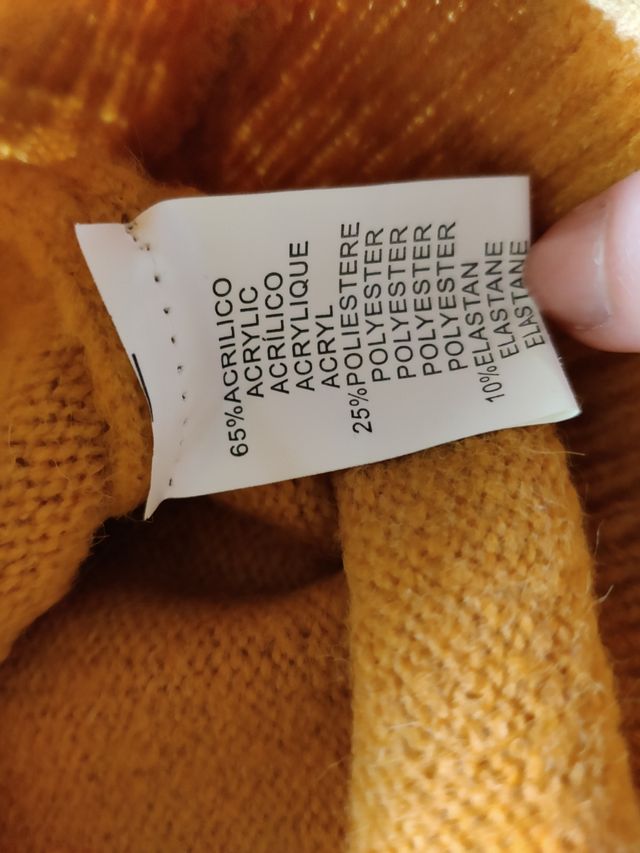 65%ACRILICO
ACRYLIC
ACRÍLICO
ACRYLIQUE
ACRYL
25%POLIESTERE
POLYESTER
POLYESTER
POLYESTER
POLYESTER
10%ELASTAN
ELASTANE
ELASTANE